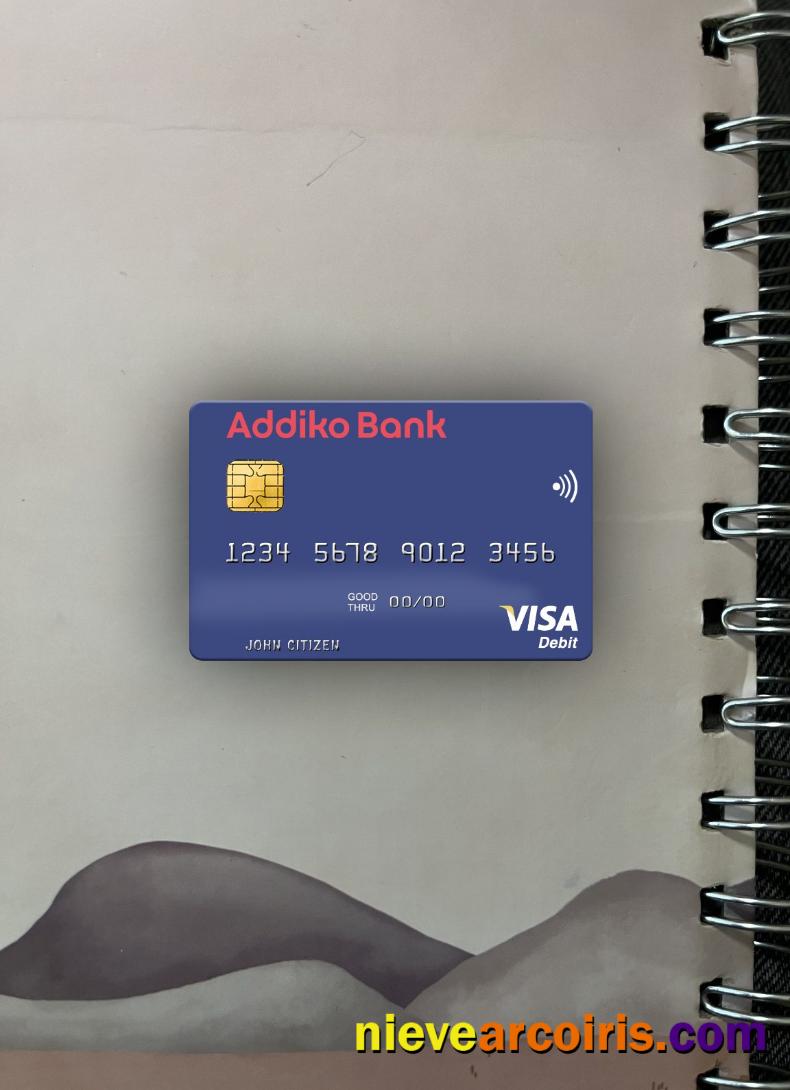 Addiko Bank
1234 5678 9012 3456
GOOD THRU 00/00
VISA
Debit
JOHN CITIZEN
nievearcoiris.com